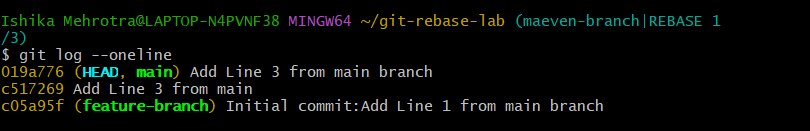 Ishika Mehrotra@LAPTOP-N4PVNF38 MINGW64 ~/git-rebase-lab (maeven-branch|REBASE 1
/3)
$ git log --oneline
019a776 (HEAD, main) Add Line 3 from main branch
c517269 Add Line 3 from main
c05a95f (feature-branch) Initial commit:Add Line 1 from main branch